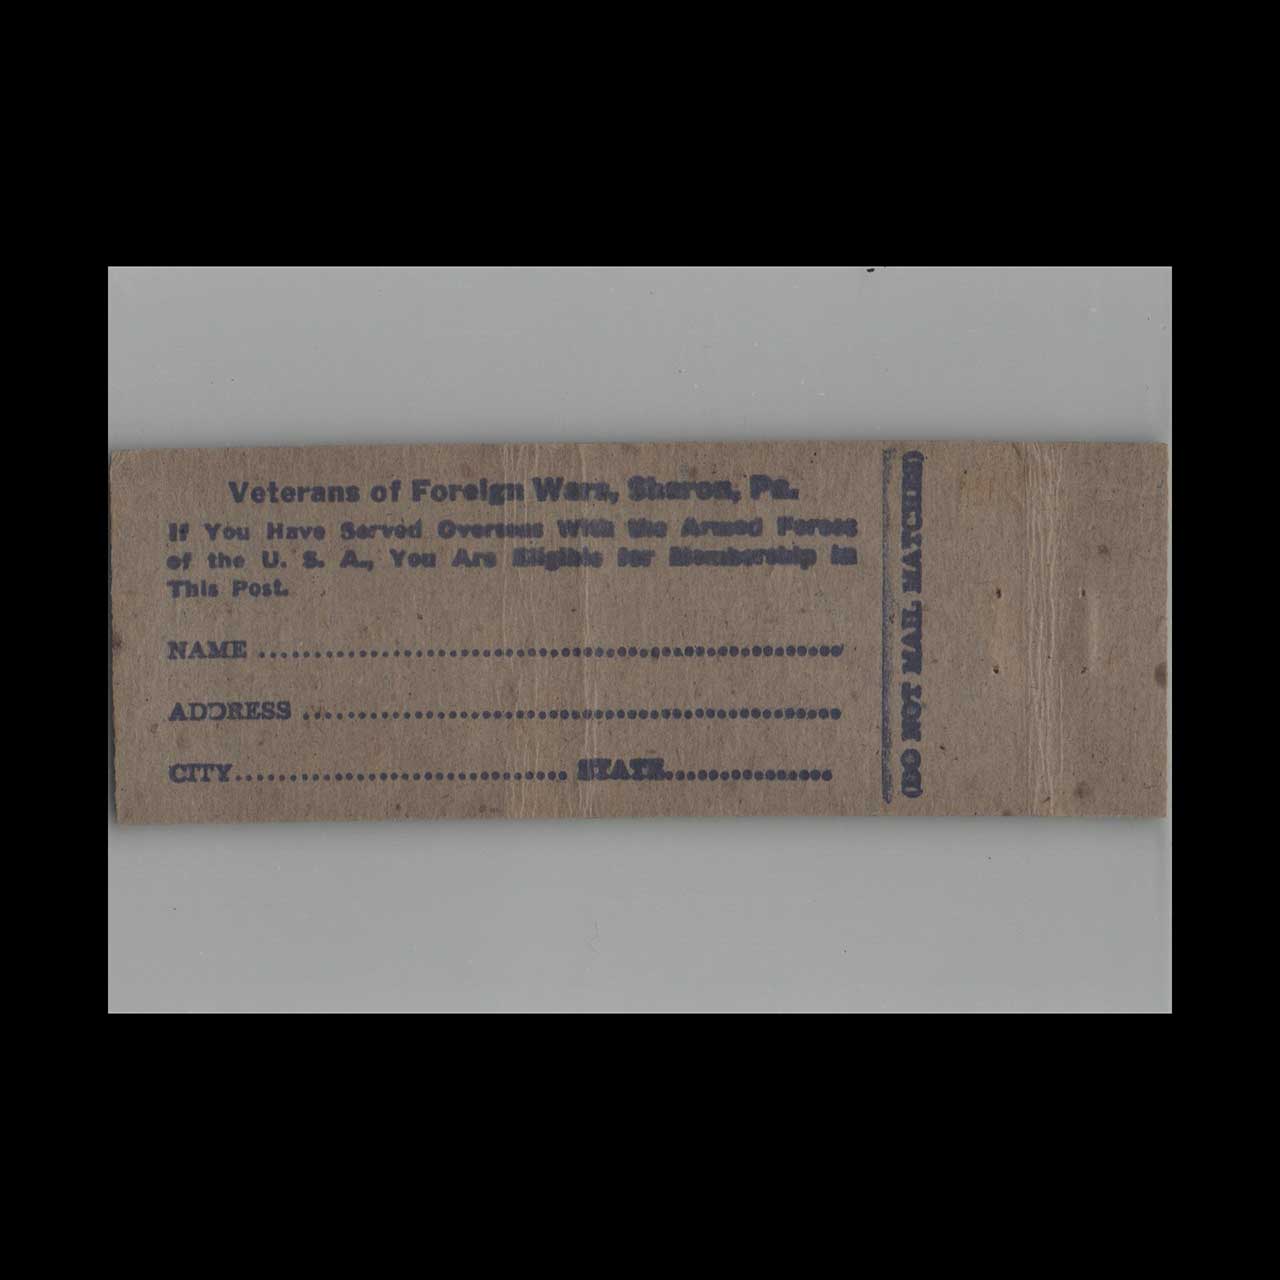 Veterans of Foreign Wars, Sharon, Pa.
If You Have Served Overseas With the Armed Forces
of the U. S. A., You Are Eligible for Membership in
This Post.
NAME ............................................................
ADDRESS ......................................................
CITY................................. STATE..................
(DO NOT MAIL MATCHES)